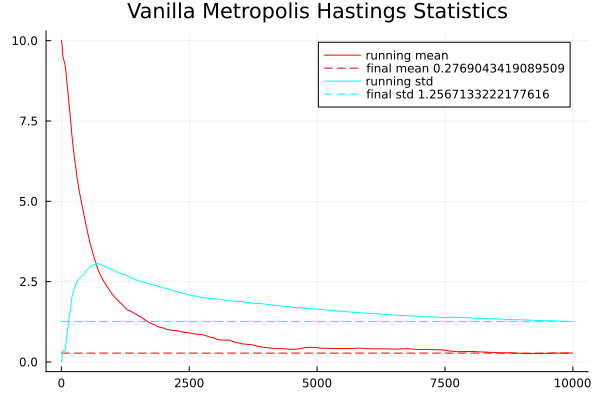 Vanilla Metropolis Hastings Statistics
10.0
7.5
5.0
2.5
0.0
running mean
final mean 0.2769043419089509
running std
final std 1.2567133222177616
0 2500 5000 7500 10000